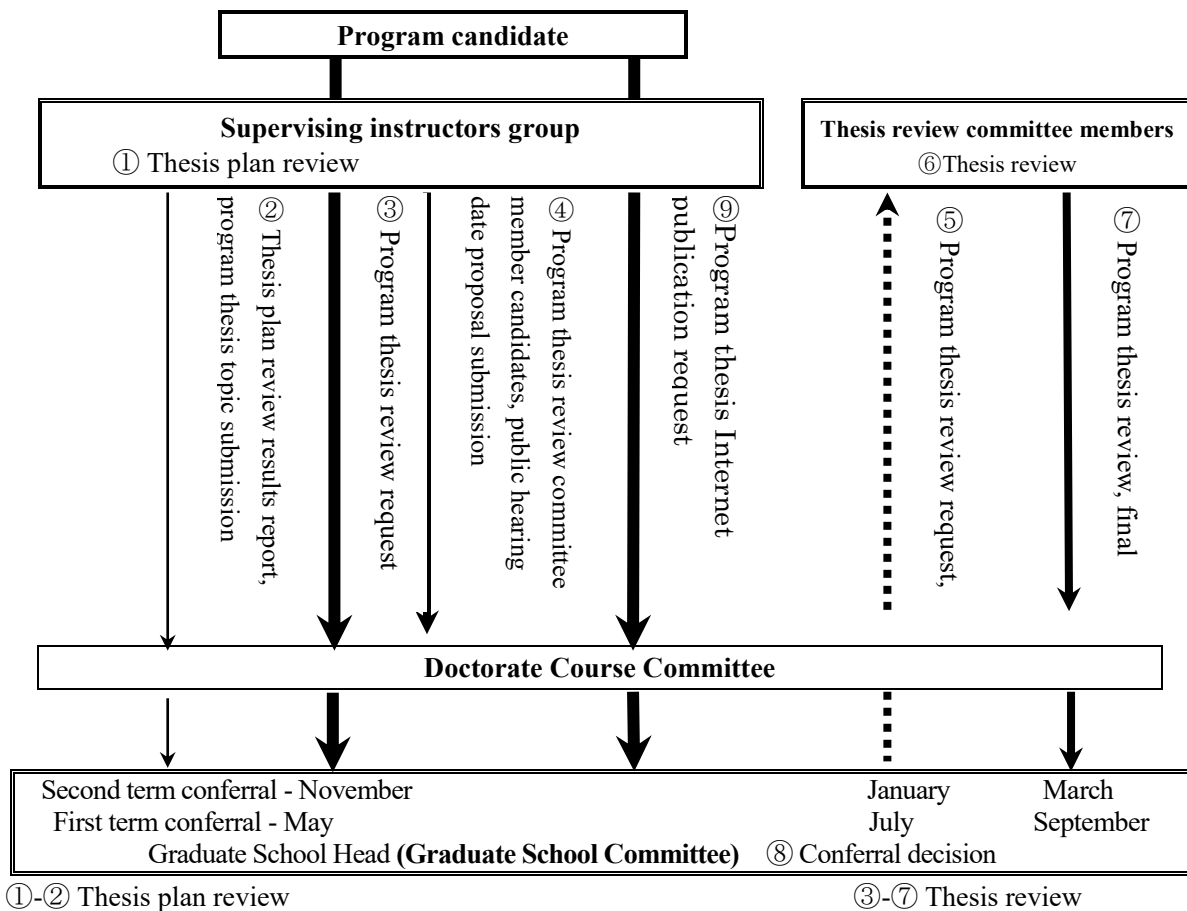 Program candidate
Supervising instructors group
① Thesis plan review
Thesis review committee members
⑥Thesis review
② Thesis plan review results report,
program thesis topic submission
③ Program thesis review request
④ Program thesis review committee
member candidates, public hearing
date proposal submission
⑨Program thesis Internet
publication request
⑤ Program thesis review request,
⑦ Program thesis review, final
Doctorate Course Committee
Second term conferral - November January March
First term conferral - May July September
Graduate School Head (Graduate School Committee) ⑧ Conferral decision
①-② Thesis plan review ③-⑦ Thesis review